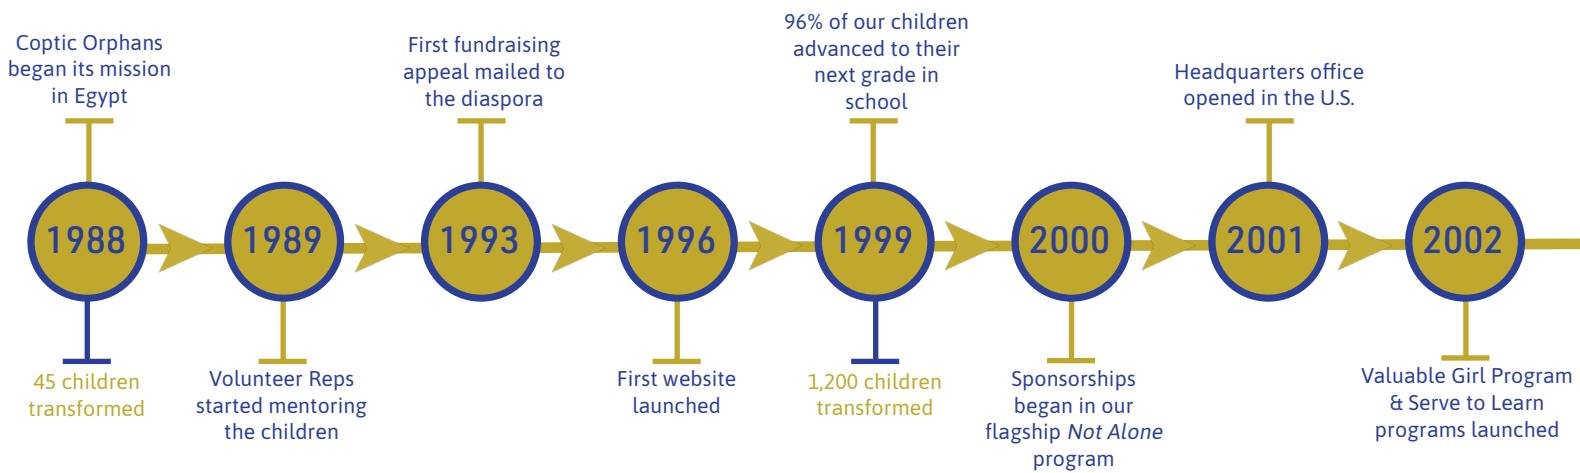 Coptic Orphans
began its mission
in Egypt
First fundraising
appeal mailed to
the diaspora
96% of our children
advanced to their
next grade in
school
Headquarters office
opened in the U.S.
1988
1989
1993
1996
1999
2000
2001
2002
45 children
transformed
Volunteer Reps
started mentoring
the children
First website
launched
1,200 children
transformed
Sponsorships
began in our
flagship Not Alone
program
Valuable Girl Program
& Serve to Learn
programs launched